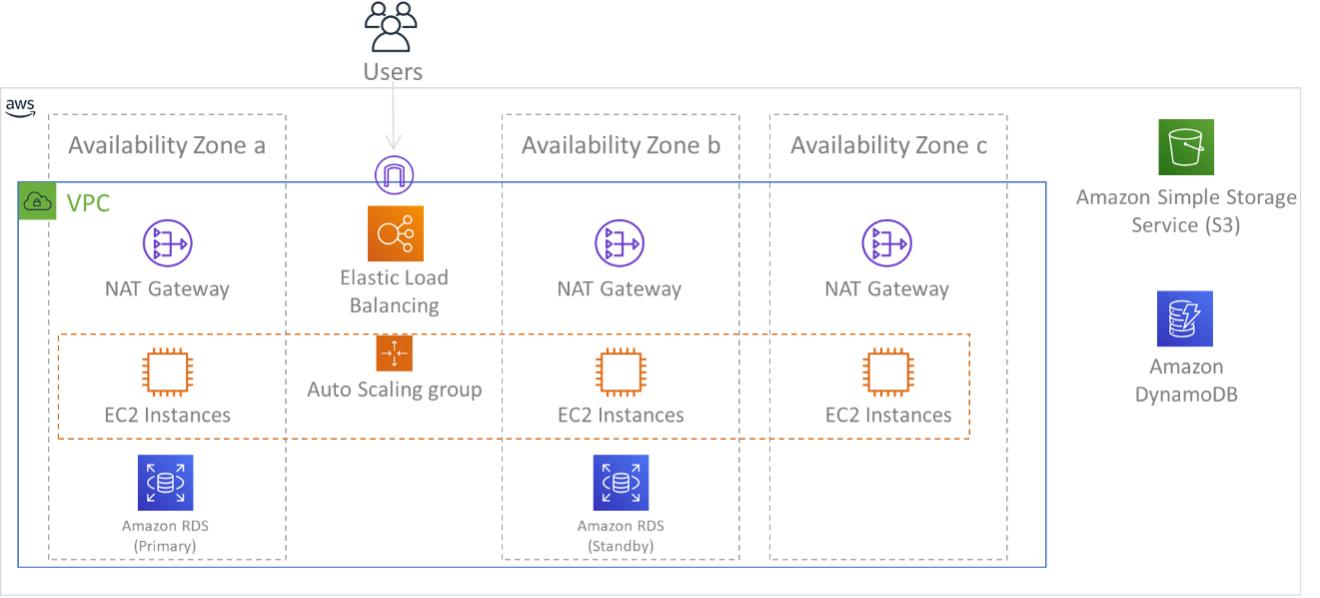 Users
aws
Availability Zone a
Availability Zone b
Availability Zone c
VPC
NAT Gateway
Elastic Load
Balancing
NAT Gateway
NAT Gateway
Amazon Simple Storage
Service (S3)
EC2 Instances
Auto Scaling group
EC2 Instances
EC2 Instances
Amazon
DynamoDB
Amazon RDS
(Primary)
Amazon RDS
(Standby)